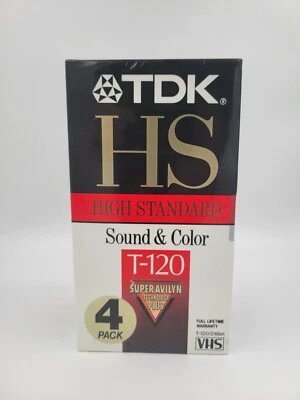 TDK®
HS
HIGH STANDARD
Sound & Color
T-120
SUPER AVILYN
4
PACK
FULL LIFETIME
WARRANTY
VHS